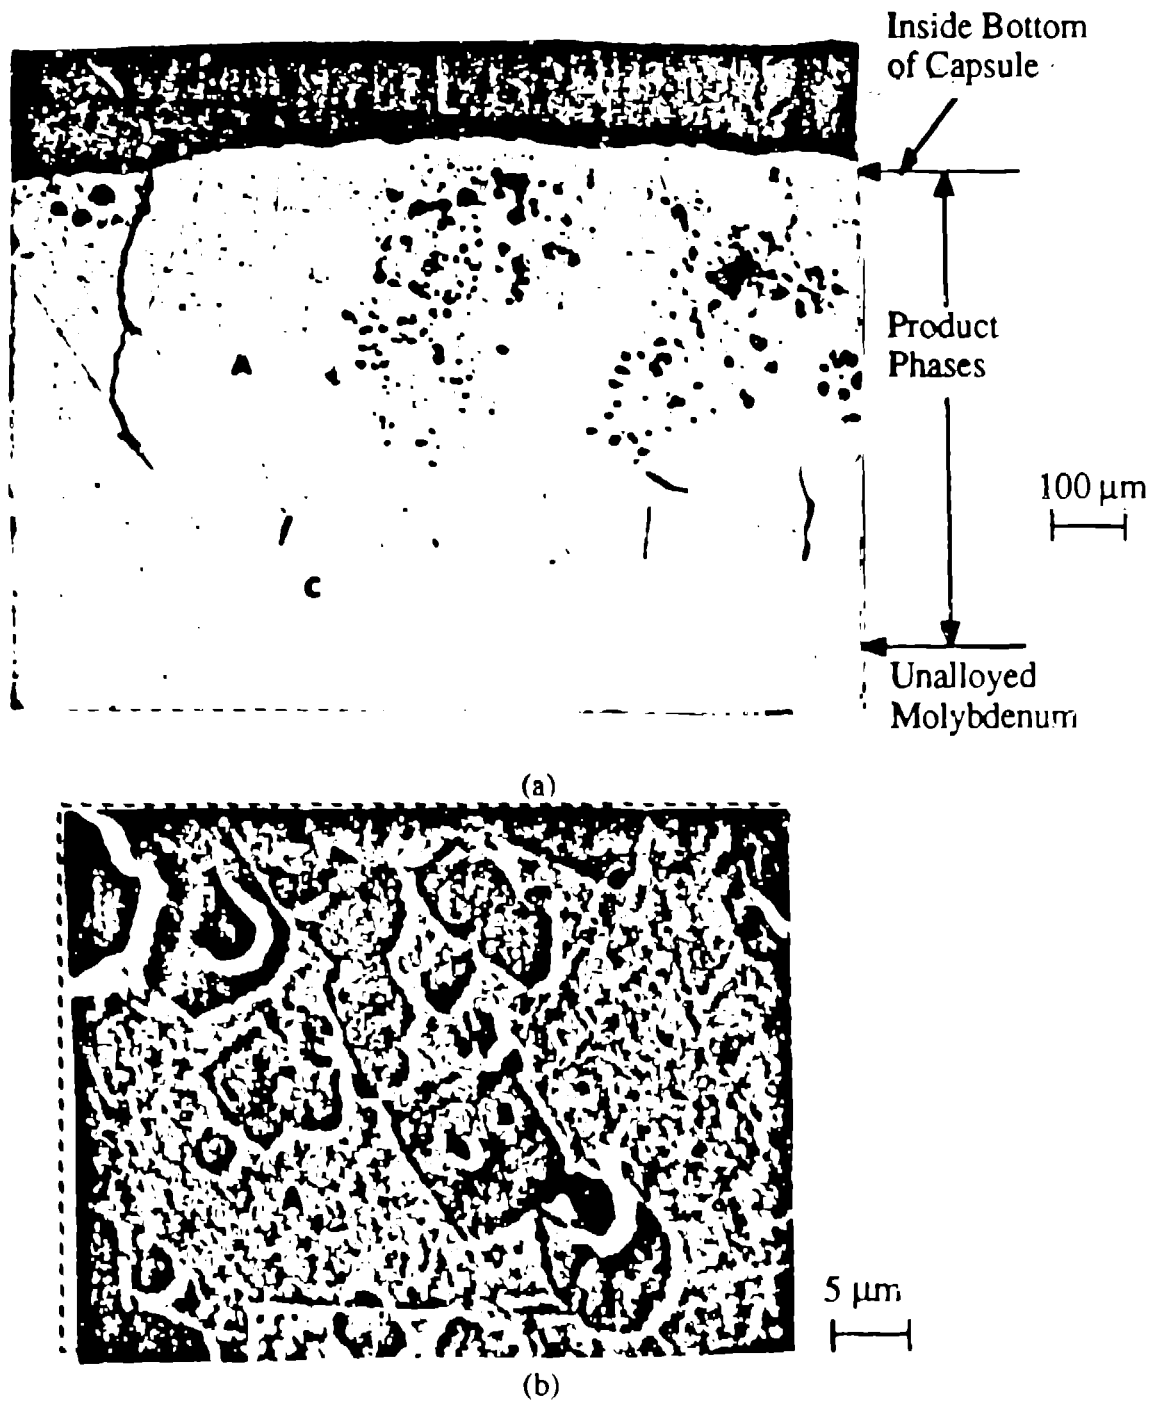 Inside Bottom
of Capsule
A
Product
Phases
100 μm
C
Unalloyed
Molybdenum
(a)
5 μm
(b)